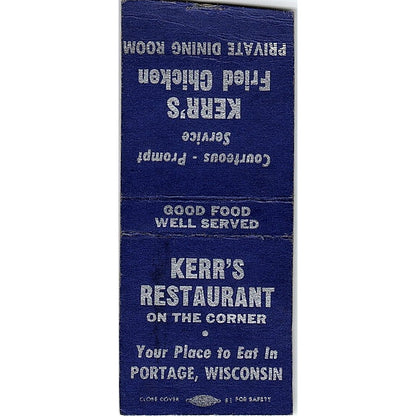 PRIVATE DINING ROOM
Fried Chicken
KERR'S
Service
Courteous - Prompt
GOOD FOOD
WELL SERVED
KERR'S
RESTAURANT
ON THE CORNER
•
Your Place to Eat In
PORTAGE, WISCONSIN
CLOSE COVER FOR SAFETY